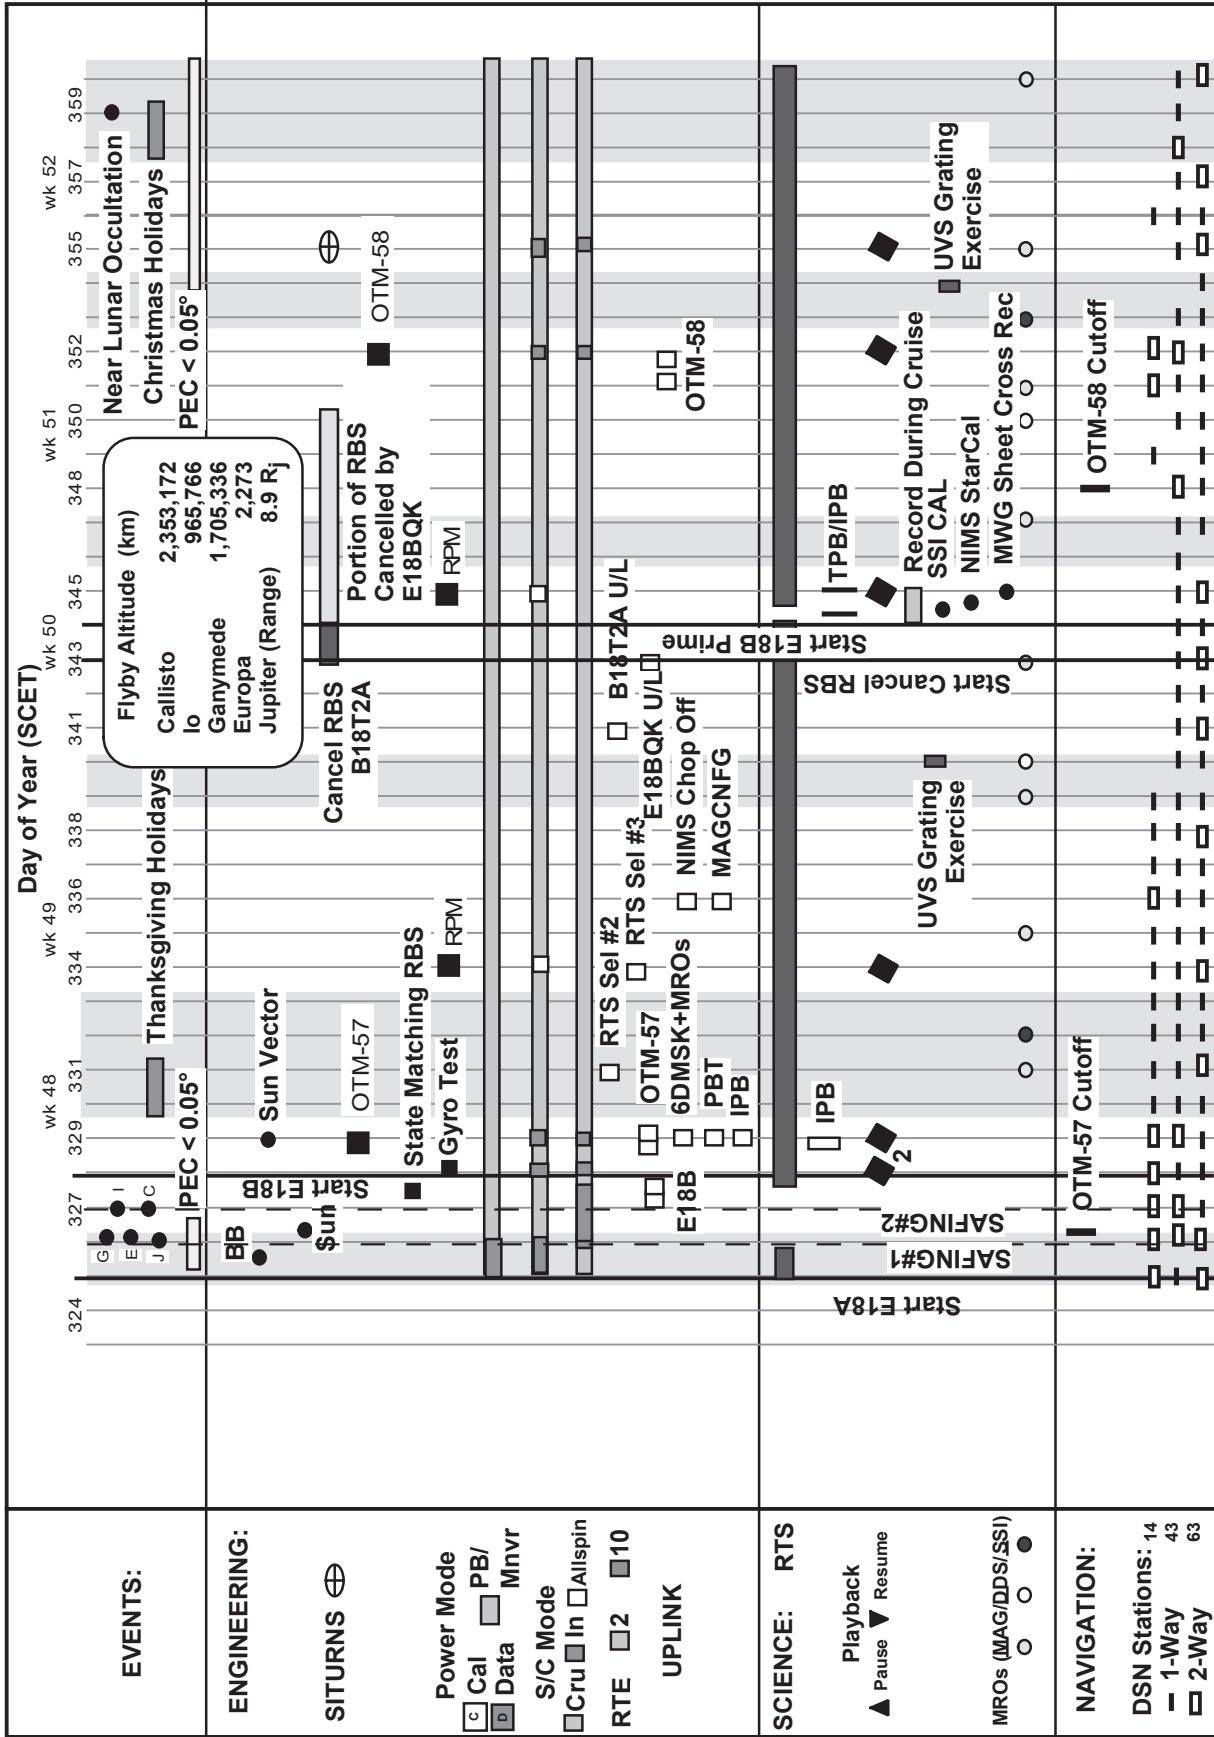 Day of Year (SCET)
wk 48
wk 49
wk 50
wk 51
wk 52
324
327
329
331
334
336
338
341
343
345
348
350
352
355
357
359
EVENTS:
G
E
J
I
C
Thanksgiving Holidays
PEC < 0.05°
Flyby Altitude (km)
Callisto 2,353,172
Io 965,766
Ganymede 1,705,336
Europa 2,273
Jupiter (Range) 8.9 Rj
Near Lunar Occultation
Christmas Holidays
PEC < 0.05°
ENGINEERING:
SITURNS
BB
Sun
Start E18B
Sun Vector
OTM-57
State Matching RBS
Gyro Test
RPM
Cancel RBS
B18T2A
Portion of RBS
Cancelled by
E18BQK
RPM
OTM-58
Power Mode
C Cal
PB/
Mnvr
D Data
S/C Mode
Cru In Allspin
RTE 2 10
UPLINK
E18B
RTS Sel #2
OTM-57
6DMSK+MROs
PBT
IPB
RTS Sel #3
NIMS Chop Off
MAGCNFG
B18T2A U/L
E18BQK U/L
OTM-58
Start E18B Prime
SCIENCE: RTS
Playback
Pause Resume
MROs (MAG/DDS/SSI)
Start E18A
SAFING#1
SAFING#2
IPB
2
UVS Grating
Exercise
Start Cancel RBS
TPB/IPB
Record During Cruise
SSI CAL
NIMS StarCal
MWG Sheet Cross Rec
UVS Grating
Exercise
NAVIGATION:
OTM-57 Cutoff
OTM-58 Cutoff
DSN Stations: 14
1-Way 43
2-Way 63